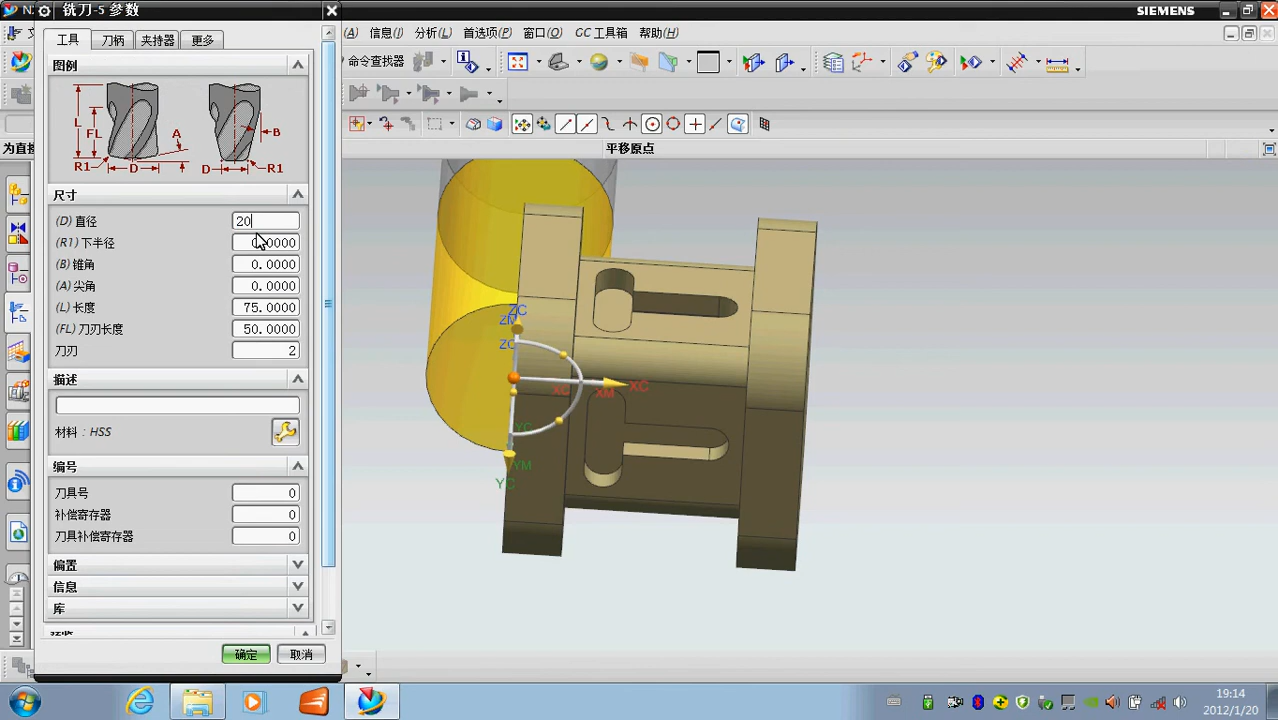 铣刀-5 参数
SIEMENS
工具 刀柄 夹持器 更多
(A) 信息(I) 分析(L) 首选项(P) 窗口(O) GC 工具箱 帮助(H)
命令查找器
图例
L FL R1 D A B D R1
平移原点
尺寸
(D) 直径 20
(R1) 下半径 0.0000
(B) 锥角 0.0000
(A) 尖角 0.0000
(L) 长度 75.0000
(FL) 刀刃长度 50.0000
刀刃 2
描述
材料 : HSS
编号
刀具号 0
补偿寄存器 0
刀具补偿寄存器 0
偏置
信息
库
确定 取消
ZC
ZM
ZC
XC XM XC
YC
YM
YC
19:14
2012/1/20